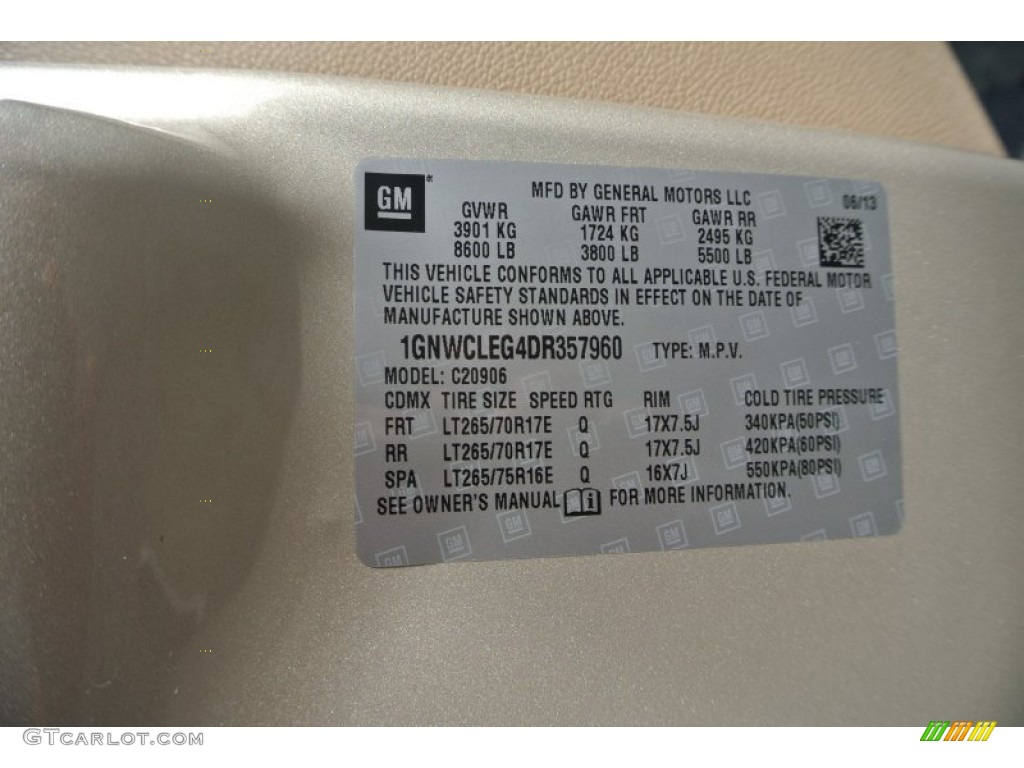 GM
MFD BY GENERAL MOTORS LLC 06/13
GVWR GAWR FRT GAWR RR
3901 KG 1724 KG 2495 KG
8600 LB 3800 LB 5500 LB
THIS VEHICLE CONFORMS TO ALL APPLICABLE U.S. FEDERAL MOTOR
VEHICLE SAFETY STANDARDS IN EFFECT ON THE DATE OF
MANUFACTURE SHOWN ABOVE.
1GNWCLEG4DR357960 TYPE: M.P.V.
MODEL: C20906
CDMX TIRE SIZE SPEED RTG RIM COLD TIRE PRESSURE
FRT LT265/70R17E Q 17X7.5J 340KPA(50PSI)
RR LT265/70R17E Q 17X7.5J 420KPA(60PSI)
SPA LT265/75R16E Q 16X7J 550KPA(80PSI)
SEE OWNER'S MANUAL FOR MORE INFORMATION.
GTcarlot.com